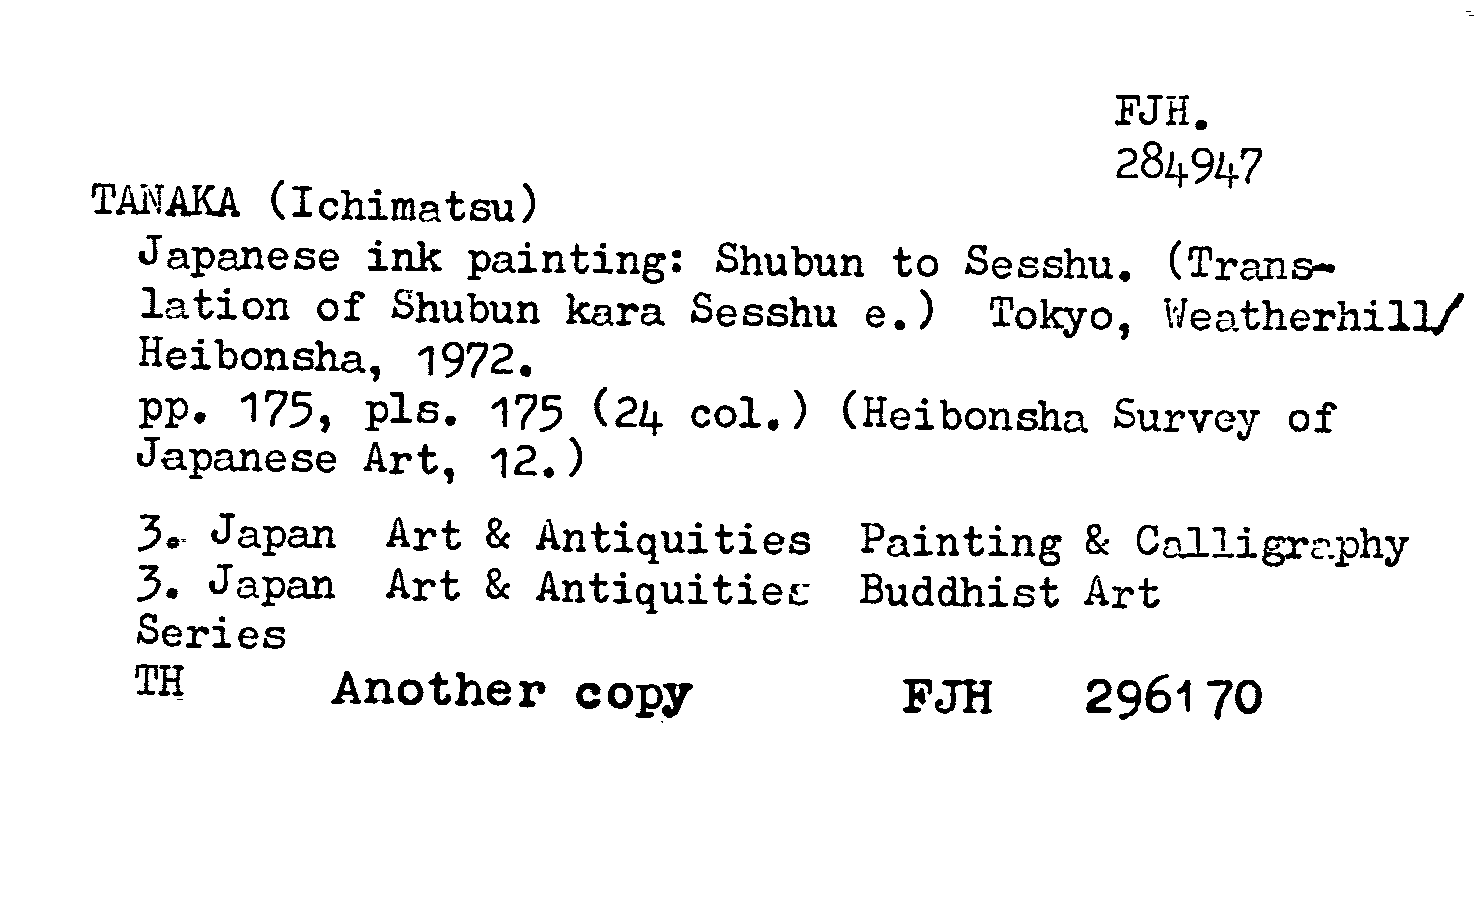 FJH.
284947
TANAKA (Ichimatsu)
Japanese ink painting: Shubun to Sesshu. (Trans-
lation of Shubun kara Sesshu e.) Tokyo, Weatherhill/
Heibonsha, 1972.
pp. 175, pls. 175 (24 col.) (Heibonsha Survey of
Japanese Art, 12.)
3. Japan Art & Antiquities Painting & Calligraphy
3. Japan Art & Antiquities Buddhist Art
Series
TH Another copy FJH 296170